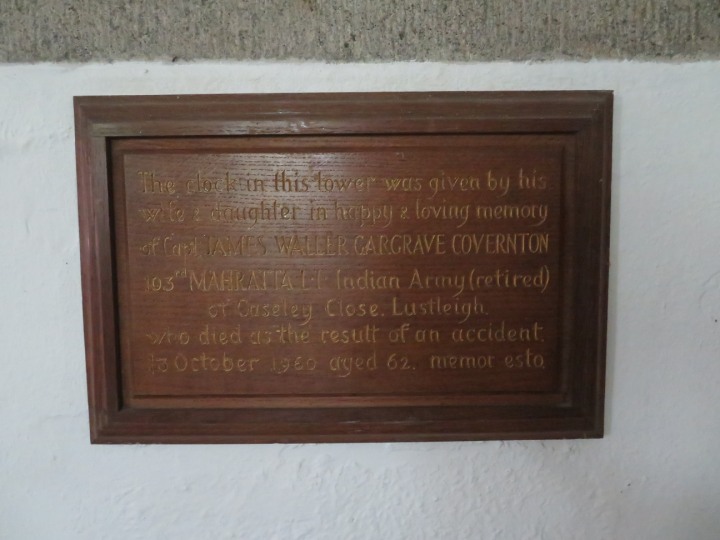 The clock in this tower was given by his
wife & daughter in happy & loving memory
of Capt. JAMES WALLER GARGRAVE COVERNTON
103rd MAHRATTA L.I. Indian Army (retired)
of Caseley Close, Lustleigh.
who died as the result of an accident.
13 October 1960 aged 62. memor esto